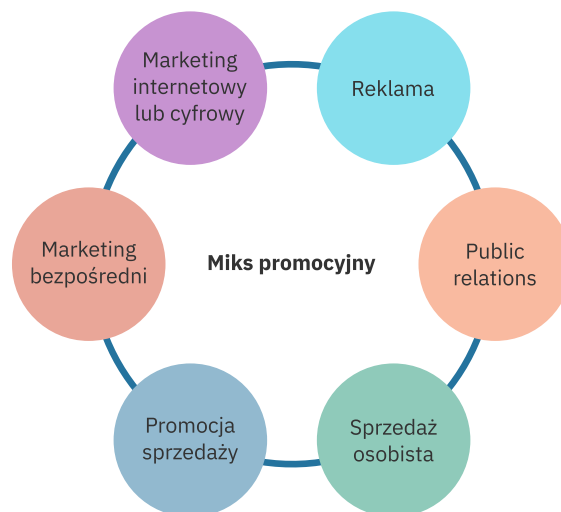 Marketing
internetowy
lub cyfrowy
Reklama
Marketing
bezpośredni
Miks promocyjny
Public
relations
Promocja
sprzedaży
Sprzedaż
osobista